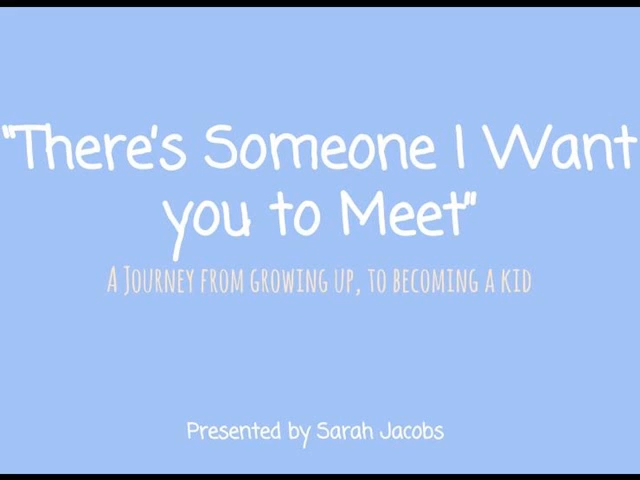 "There's Someone I Want
you to Meet"
A Journey from growing up, to becoming a kid
Presented by Sarah Jacobs